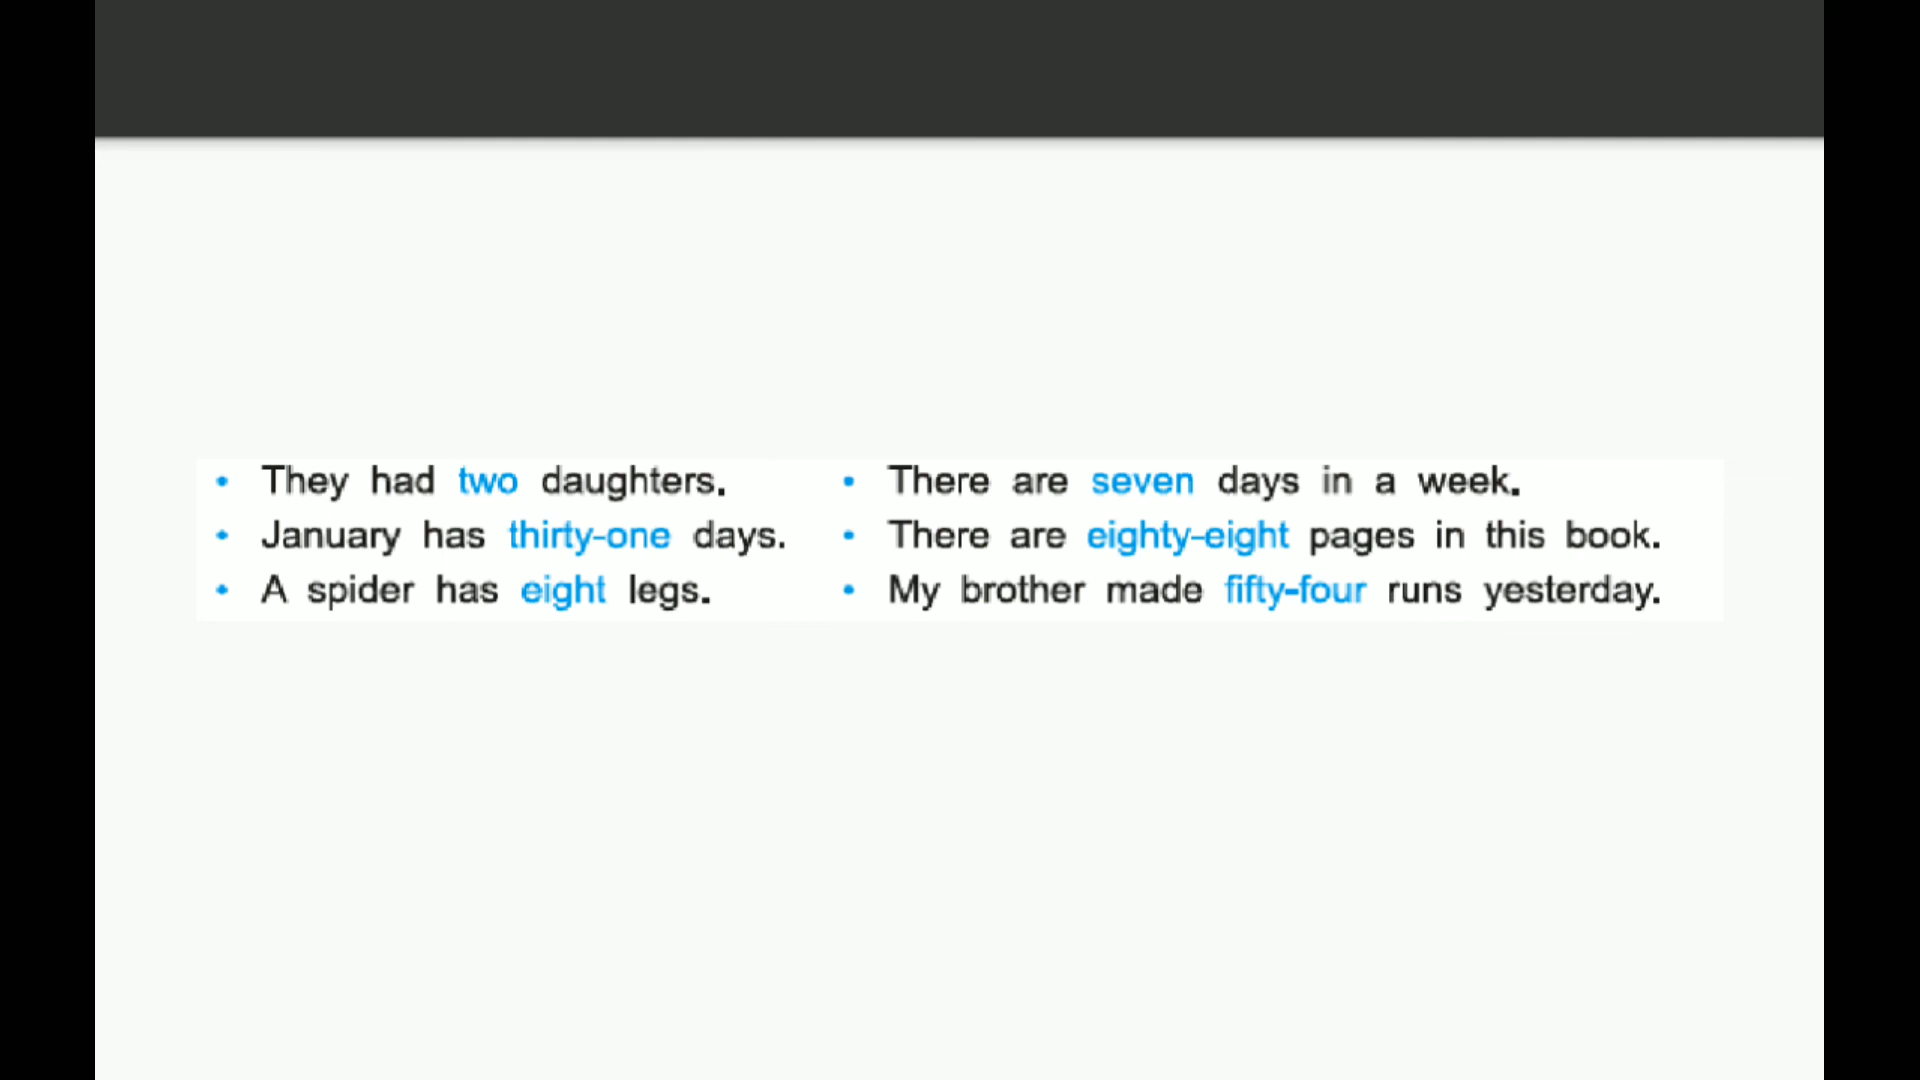 • They had two daughters.
• January has thirty-one days.
• A spider has eight legs.
• There are seven days in a week.
• There are eighty-eight pages in this book.
• My brother made fifty-four runs yesterday.